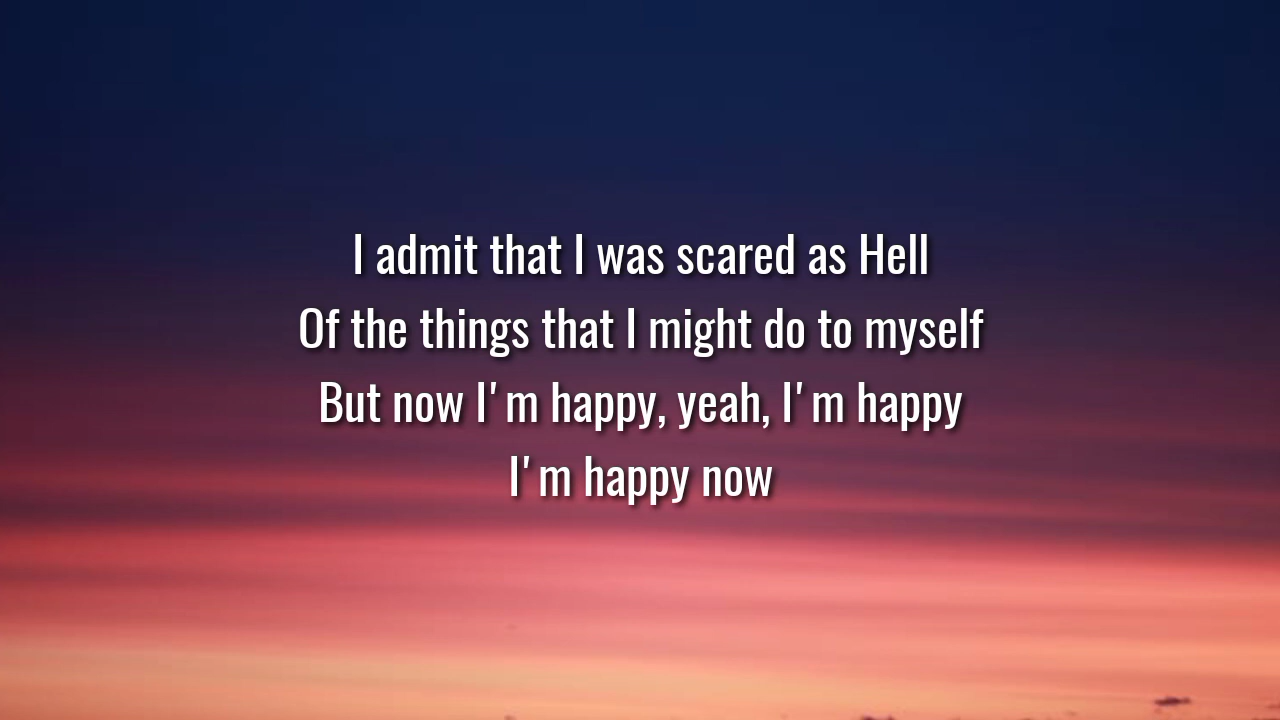 I admit that I was scared as Hell
Of the things that I might do to myself
But now I'm happy, yeah, I'm happy
I'm happy now